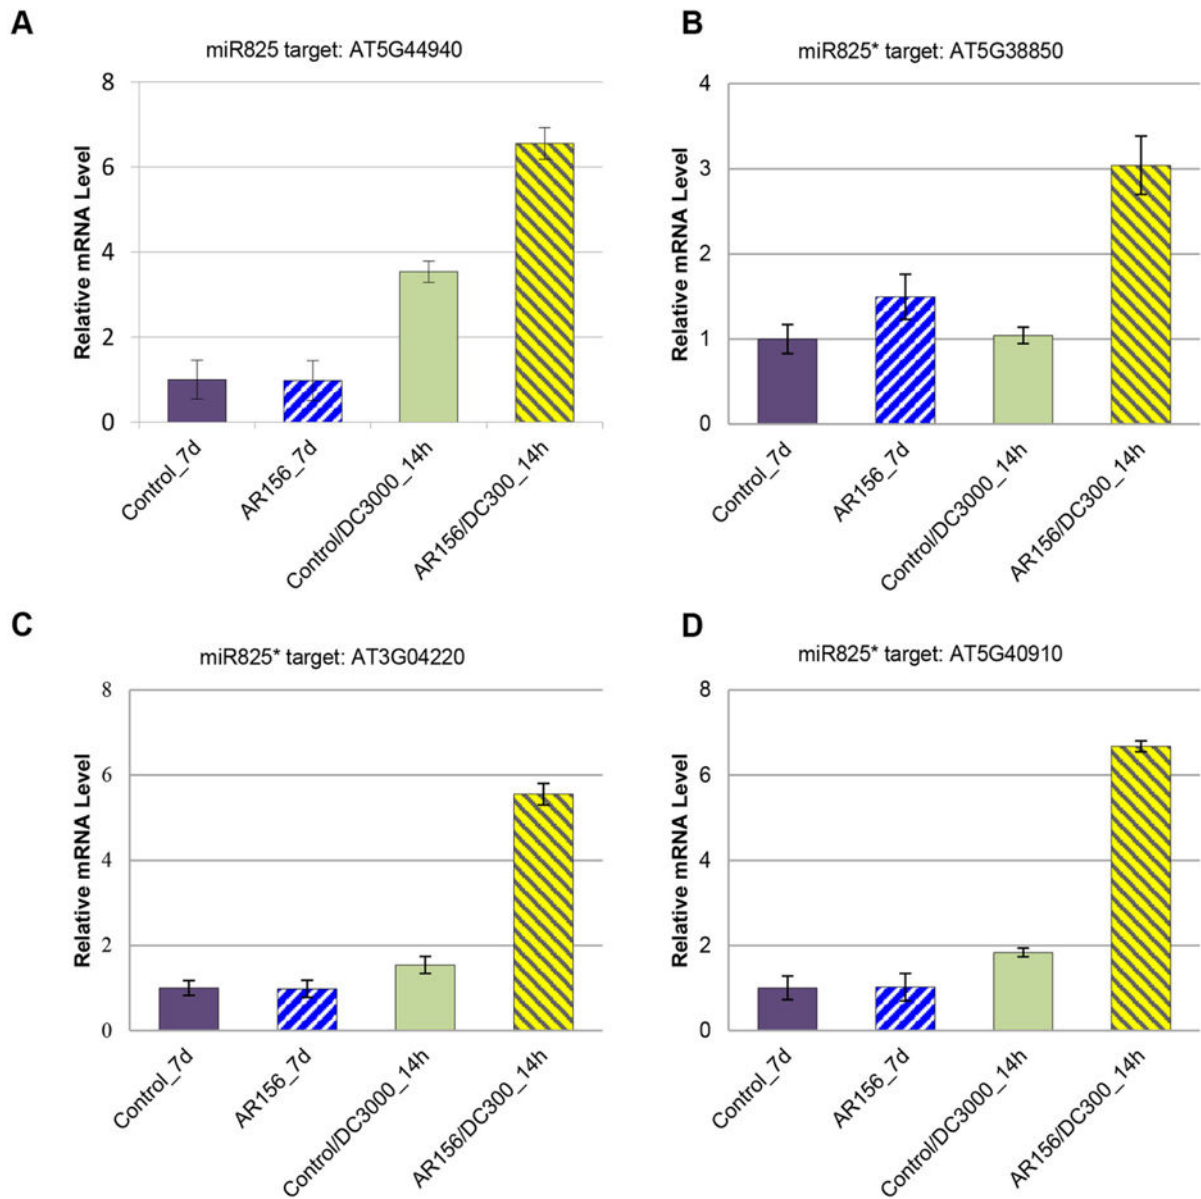 A
miR825 target: AT5G44940
Relative mRNA Level
8
6
4
2
0
Control_7d
AR156_7d
Control/DC3000_14h
AR156/DC300_14h
B
miR825* target: AT5G38850
Relative mRNA Level
4
3
2
1
0
Control_7d
AR156_7d
Control/DC3000_14h
AR156/DC300_14h
C
miR825* target: AT3G04220
Relative mRNA Level
8
6
4
2
0
Control_7d
AR156_7d
Control/DC3000_14h
AR156/DC300_14h
D
miR825* target: AT5G40910
Relative mRNA Level
8
6
4
2
0
Control_7d
AR156_7d
Control/DC3000_14h
AR156/DC300_14h